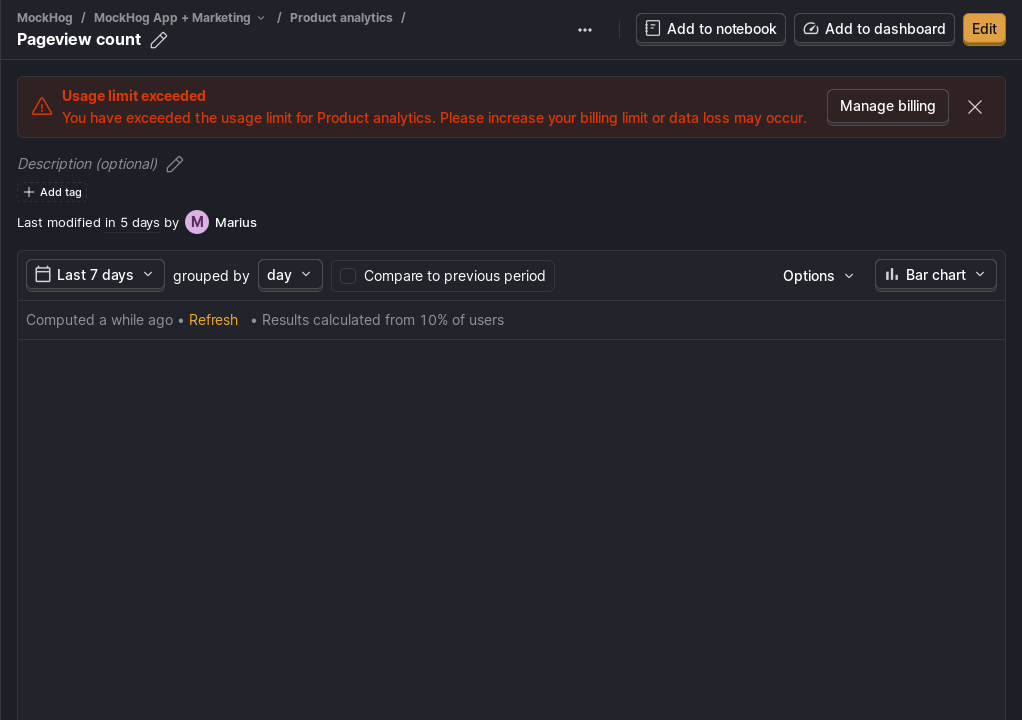 MockHog / MockHog App + Marketing / Product analytics /
Pageview count
Add to notebook
Add to dashboard
Edit
Usage limit exceeded
You have exceeded the usage limit for Product analytics. Please increase your billing limit or data loss may occur.
Manage billing
Description (optional)
Add tag
Last modified in 5 days by M Marius
Last 7 days grouped by day Compare to previous period Options Bar chart
Computed a while ago • Refresh • Results calculated from 10% of users